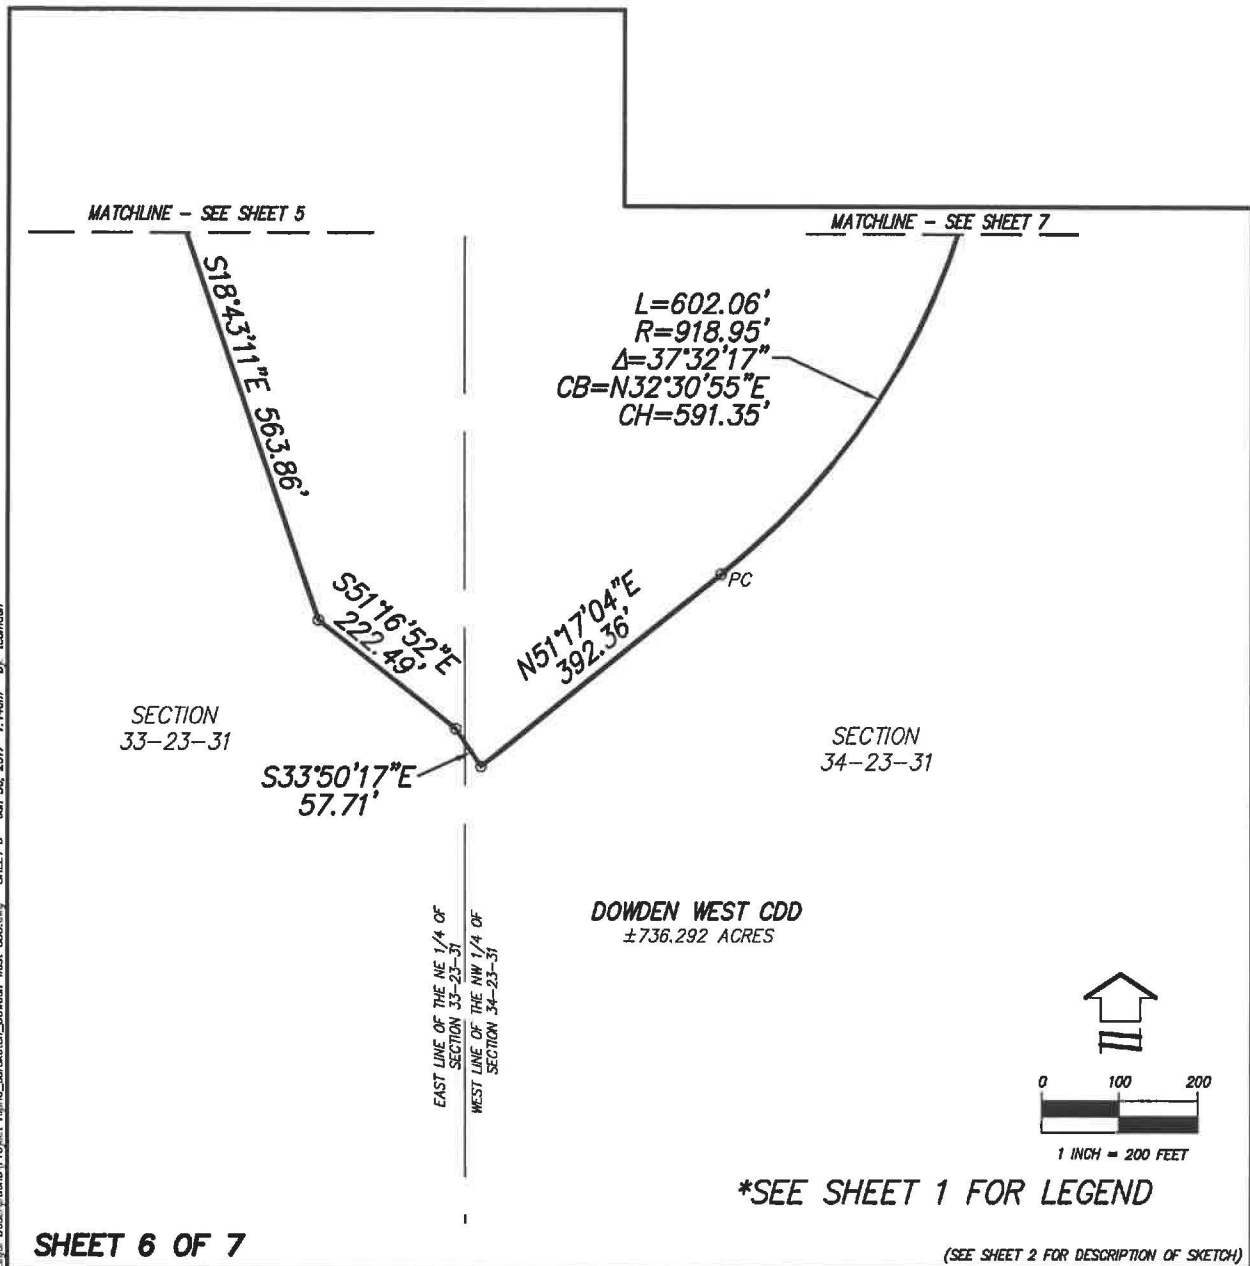 MATCHLINE - SEE SHEET 5
MATCHLINE - SEE SHEET 7
S18°43'11"E 563.86'
L=602.06'
R=918.95'
Δ=37°32'17"
CB=N32°30'55"E
CH=591.35'
S51°16'52"E
222.49'
N51°17'04"E
392.36'
PC
SECTION
33-23-31
SECTION
34-23-31
S33°50'17"E
57.71'
EAST LINE OF THE NE 1/4 OF
SECTION 33-23-31
WEST LINE OF THE NW 1/4 OF
SECTION 34-23-31
DOWDEN WEST CDD
±736.292 ACRES
0 100 200
1 INCH = 200 FEET
*SEE SHEET 1 FOR LEGEND
SHEET 6 OF 7
(SEE SHEET 2 FOR DESCRIPTION OF SKETCH)